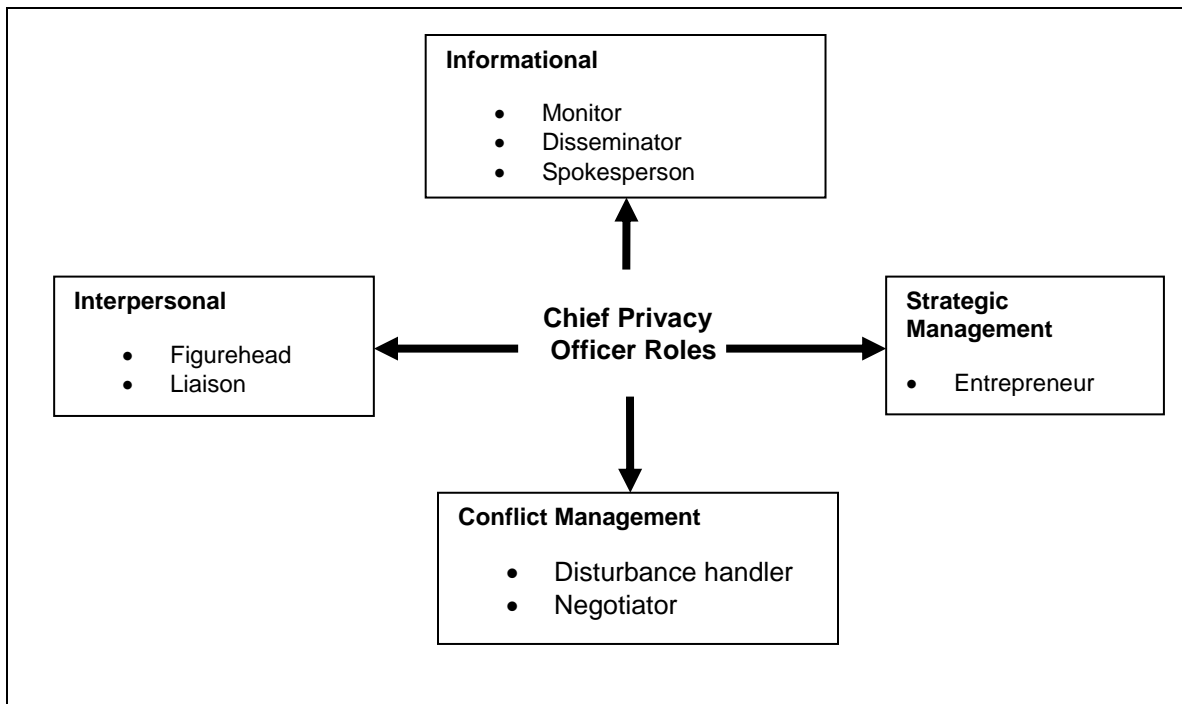 Informational
• Monitor
• Disseminator
• Spokesperson
Interpersonal
• Figurehead
• Liaison
Chief Privacy
Officer Roles
Strategic
Management
• Entrepreneur
Conflict Management
• Disturbance handler
• Negotiator